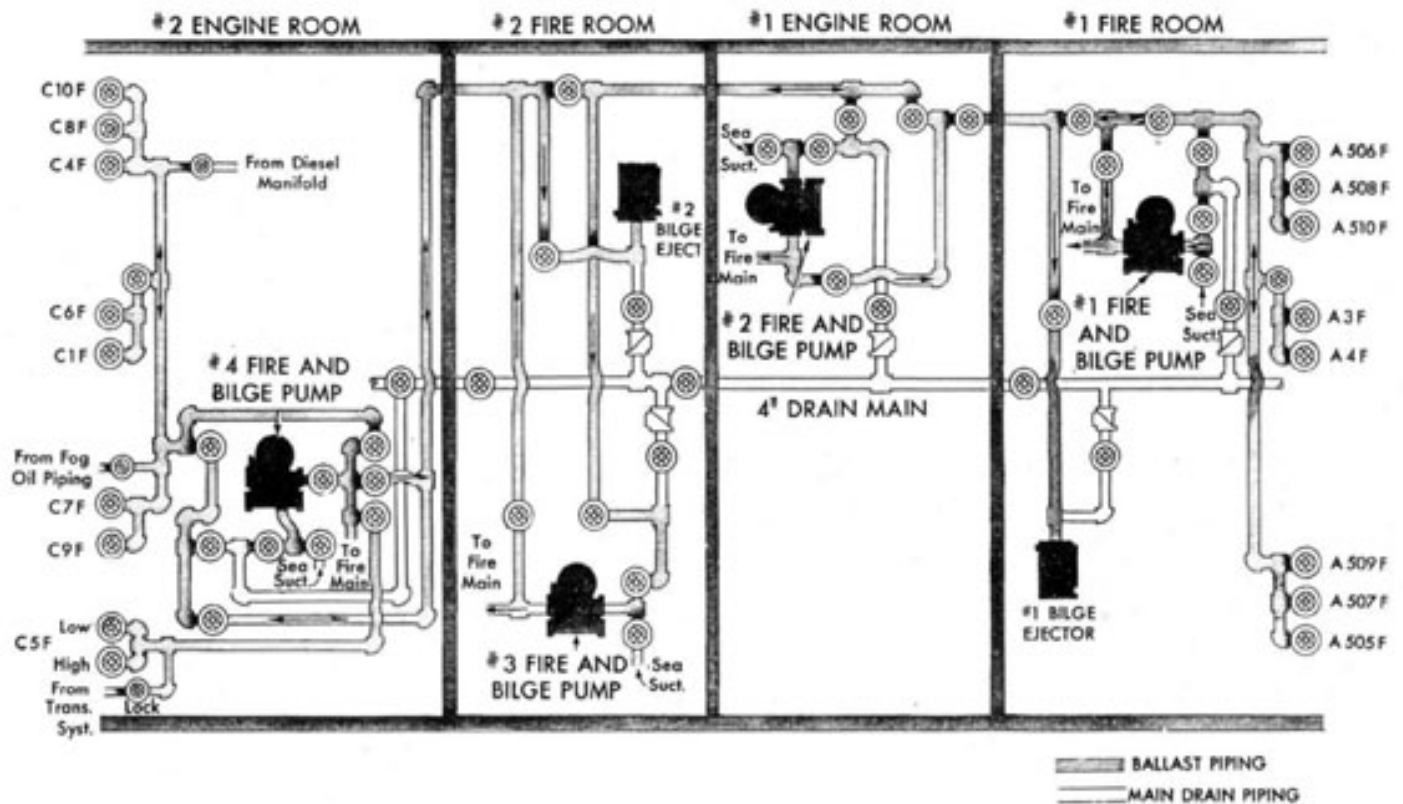 #2 ENGINE ROOM
#2 FIRE ROOM
#1 ENGINE ROOM
#1 FIRE ROOM
C10 F
C8F
C4F
From Diesel
Manifold
C6F
C1F
#4 FIRE AND
BILGE PUMP
From Fog
Oil Piping
C7F
C9F
Sea
Suct.
To
Fire
Main
Low
C5F
High
From
Trans.
Syst.
Lock
#2
BILGE
EJECT
To
Fire
Main
#3 FIRE AND
BILGE PUMP
Sea
Suct.
Sea
Suct.
To
Fire
Main
#2 FIRE AND
BILGE PUMP
4" DRAIN MAIN
To
Fire
Main
#1 FIRE
AND
BILGE PUMP
Sea
Suct.
#1 BILGE
EJECTOR
A 506 F
A 508 F
A 510 F
A 3 F
A 4 F
A 509 F
A 507 F
A 505 F
BALLAST PIPING
MAIN DRAIN PIPING